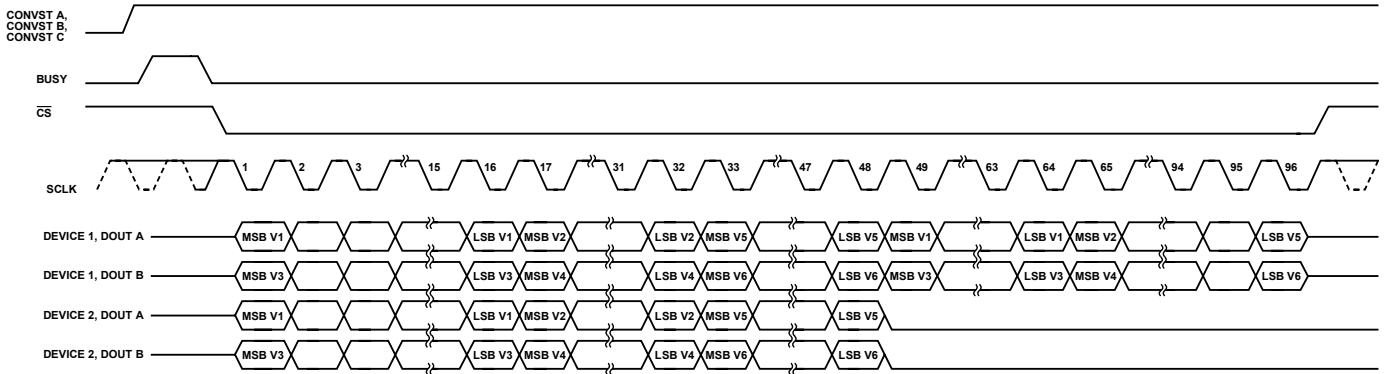 CONVST A,
CONVST B,
CONVST C
BUSY
CS
SCLK
1 2 3 15 16 17 31 32 33 47 48 49 63 64 65 94 95 96
DEVICE 1, DOUT A MSB V1 LSB V1 MSB V2 LSB V2 MSB V5 LSB V5 MSB V1 LSB V1 MSB V2 LSB V5
DEVICE 1, DOUT B MSB V3 LSB V3 MSB V4 LSB V4 MSB V6 LSB V6 MSB V3 LSB V3 MSB V4 LSB V6
DEVICE 2, DOUT A MSB V1 LSB V1 MSB V2 LSB V2 MSB V5 LSB V5
DEVICE 2, DOUT B MSB V3 LSB V3 MSB V4 LSB V4 MSB V6 LSB V6